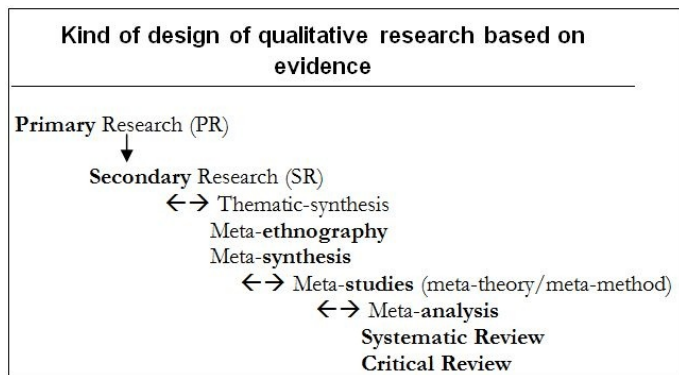 Kind of design of qualitative research based on
evidence
Primary Research (PR)
Secondary Research (SR)
←→ Thematic-synthesis
Meta-ethnography
Meta-synthesis
←→ Meta-studies (meta-theory/meta-method)
←→ Meta-analysis
Systematic Review
Critical Review